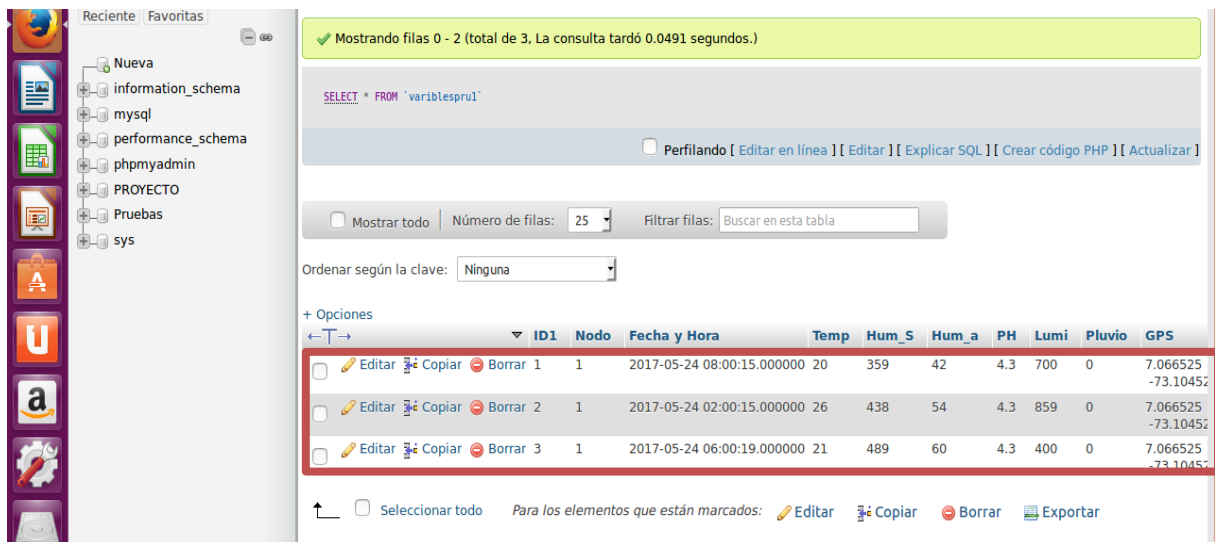 Reciente Favoritas
Nueva
information_schema
mysql
performance_schema
phpmyadmin
PROYECTO
Pruebas
sys
Mostrando filas 0 - 2 (total de 3, La consulta tardó 0.0491 segundos.)
SELECT * FROM `variblespru1`
Perfilando [ Editar en línea ] [ Editar ] [ Explicar SQL ] [ Crear código PHP ] [ Actualizar ]
Mostrar todo Número de filas: 25 Filtrar filas: Buscar en esta tabla
Ordenar según la clave: Ninguna
+ Opciones
←T→ ID1 Nodo Fecha y Hora Temp Hum_S Hum_a PH Lumi Pluvio GPS
Editar Copiar Borrar 1 1 2017-05-24 08:00:15.000000 20 359 42 4.3 700 0 7.066525
-73.10452
Editar Copiar Borrar 2 1 2017-05-24 02:00:15.000000 26 438 54 4.3 859 0 7.066525
-73.10452
Editar Copiar Borrar 3 1 2017-05-24 06:00:19.000000 21 489 60 4.3 400 0 7.066525
-73.10452
Seleccionar todo Para los elementos que están marcados: Editar Copiar Borrar Exportar